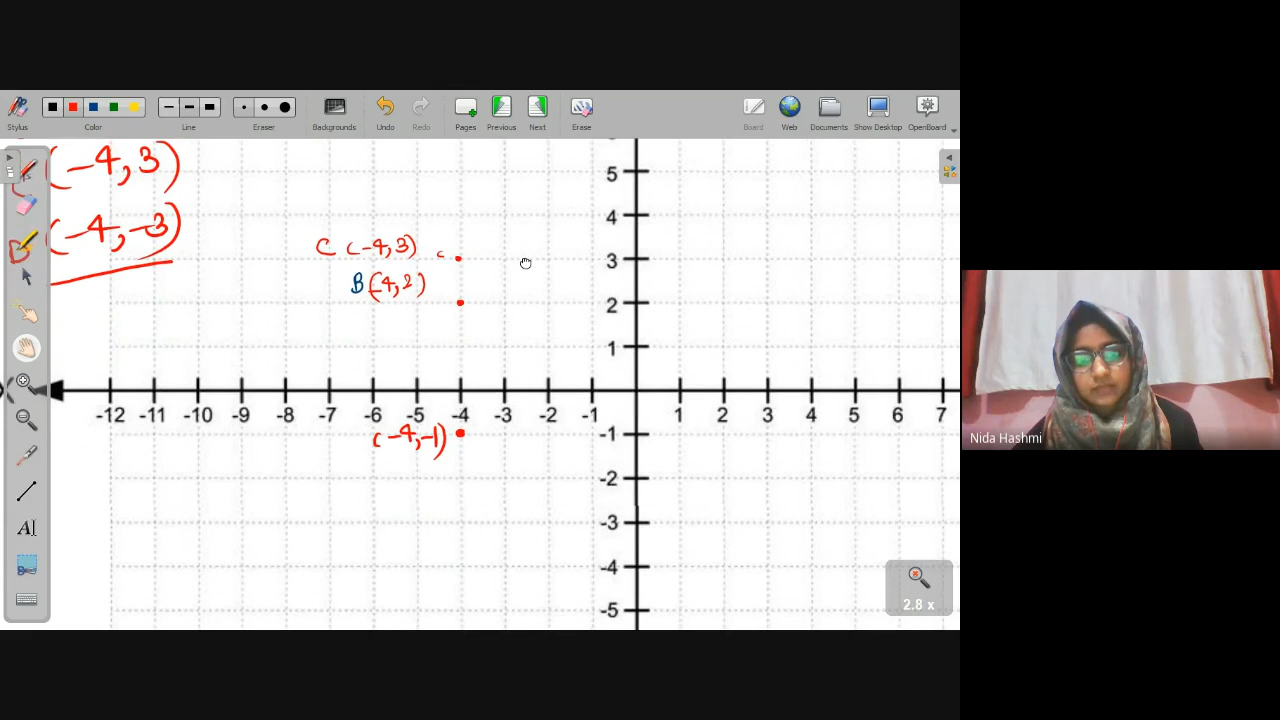 Stylus
Color
Line
Eraser
Backgrounds
Undo
Redo
Pages
Previous
Next
Erase
Board
Web
Documents
Show Desktop
OpenBoard
(-4,3)
(-4,-3)
D
C (-4,3) c
B(-4,2)
(-4,-1)
5
4
3
2
1
-12 -11 -10 -9 -8 -7 -6 -5 -4 -3 -2 -1 1 2 3 4 5 6 7
-1
-2
-3
-4
-5
A
2.8 x
Nida Hashmi